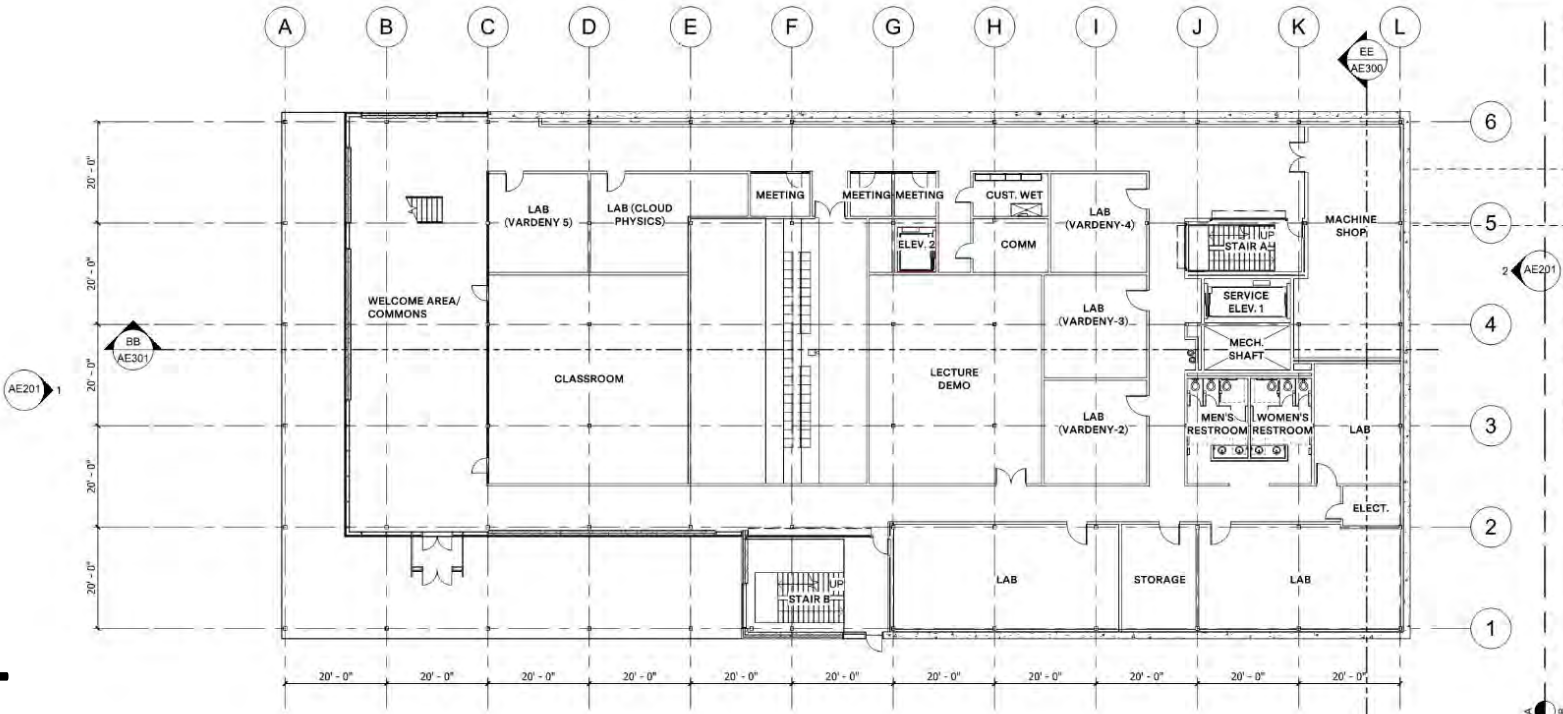 A B C D E F G H I J K L
EE
AE300
6
20' - 0"
MEETING
MEETING
MEETING
CUST. WET
LAB
(VARDENY 5)
LAB (CLOUD
PHYSICS)
LAB
(VARDENY-4)
MACHINE
SHOP
5
UP
STAIR A
ELEV. 2
COMM
2
AE201
20' - 0"
WELCOME AREA/
COMMONS
LAB
(VARDENY-3)
SERVICE
ELEV. 1
4
BB
AE301
MECH.
SHAFT
AE201
1
20' - 0"
CLASSROOM
LECTURE
DEMO
LAB
(VARDENY-2)
MEN'S
RESTROOM
WOMEN'S
RESTROOM
LAB
3
20' - 0"
ELECT.
2
20' - 0"
LAB
STORAGE
LAB
UP
STAIR B
1
20' - 0" 20' - 0" 20' - 0" 20' - 0" 20' - 0" 20' - 0" 20' - 0" 20' - 0" 20' - 0" 20' - 0" 20' - 0"